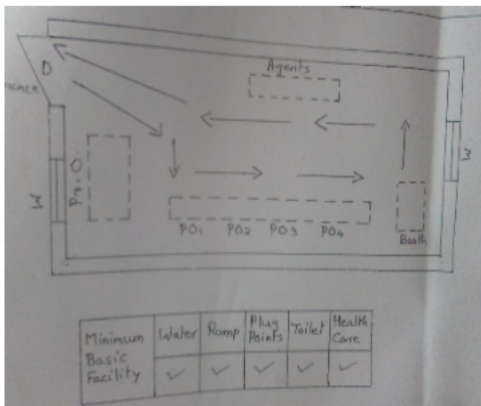 D
Agents
W
Pr.O.
W
PO1 PO2 PO3 PO4
Booth
Minimum Basic Facility
Water Ramp Plug Points Toilet Health Care
✓ ✓ ✓ ✓ ✓